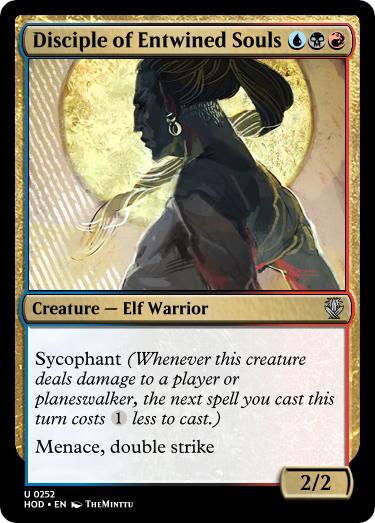 Disciple of Entwined Souls
Creature — Elf Warrior
Sycophant (Whenever this creature
deals damage to a player or
planeswalker, the next spell you cast this
turn costs 1 less to cast.)
Menace, double strike
2/2
U 0252
HOD • EN TheMinttu